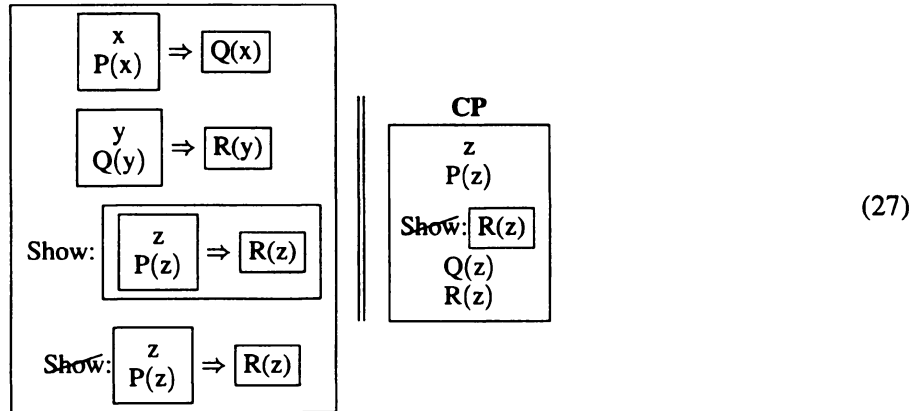 x
P(x) ⇒ Q(x)
y
Q(y) ⇒ R(y)
Show: z
P(z) ⇒ R(z)
Show: z
P(z) ⇒ R(z)
CP
z
P(z)
Show: R(z)
Q(z)
R(z)
(27)